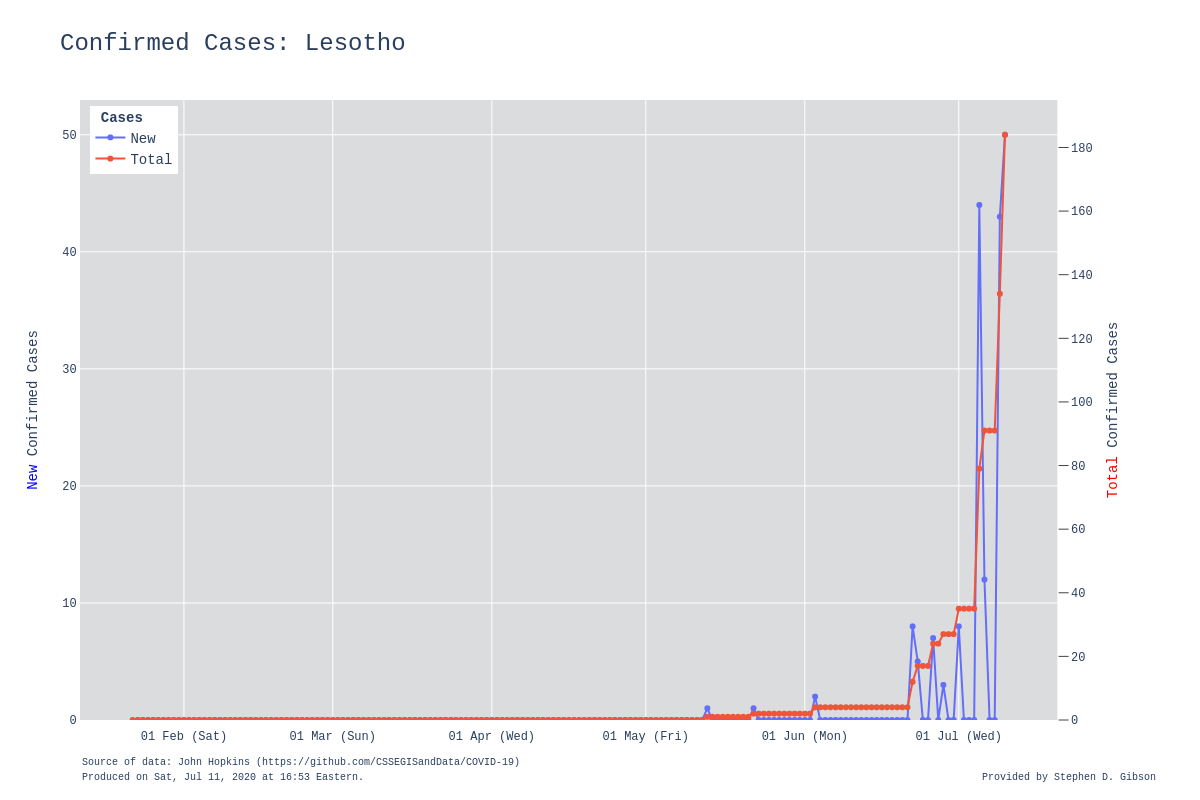 Confirmed Cases: Lesotho
Cases
New
Total
50
40
30
20
10
0
180
160
140
120
100
80
60
40
20
0
New Confirmed Cases
Total Confirmed Cases
01 Feb (Sat)
01 Mar (Sun)
01 Apr (Wed)
01 May (Fri)
01 Jun (Mon)
01 Jul (Wed)
Source of data: John Hopkins (https://github.com/CSSEGISandData/COVID-19)
Produced on Sat, Jul 11, 2020 at 16:53 Eastern.
Provided by Stephen D. Gibson